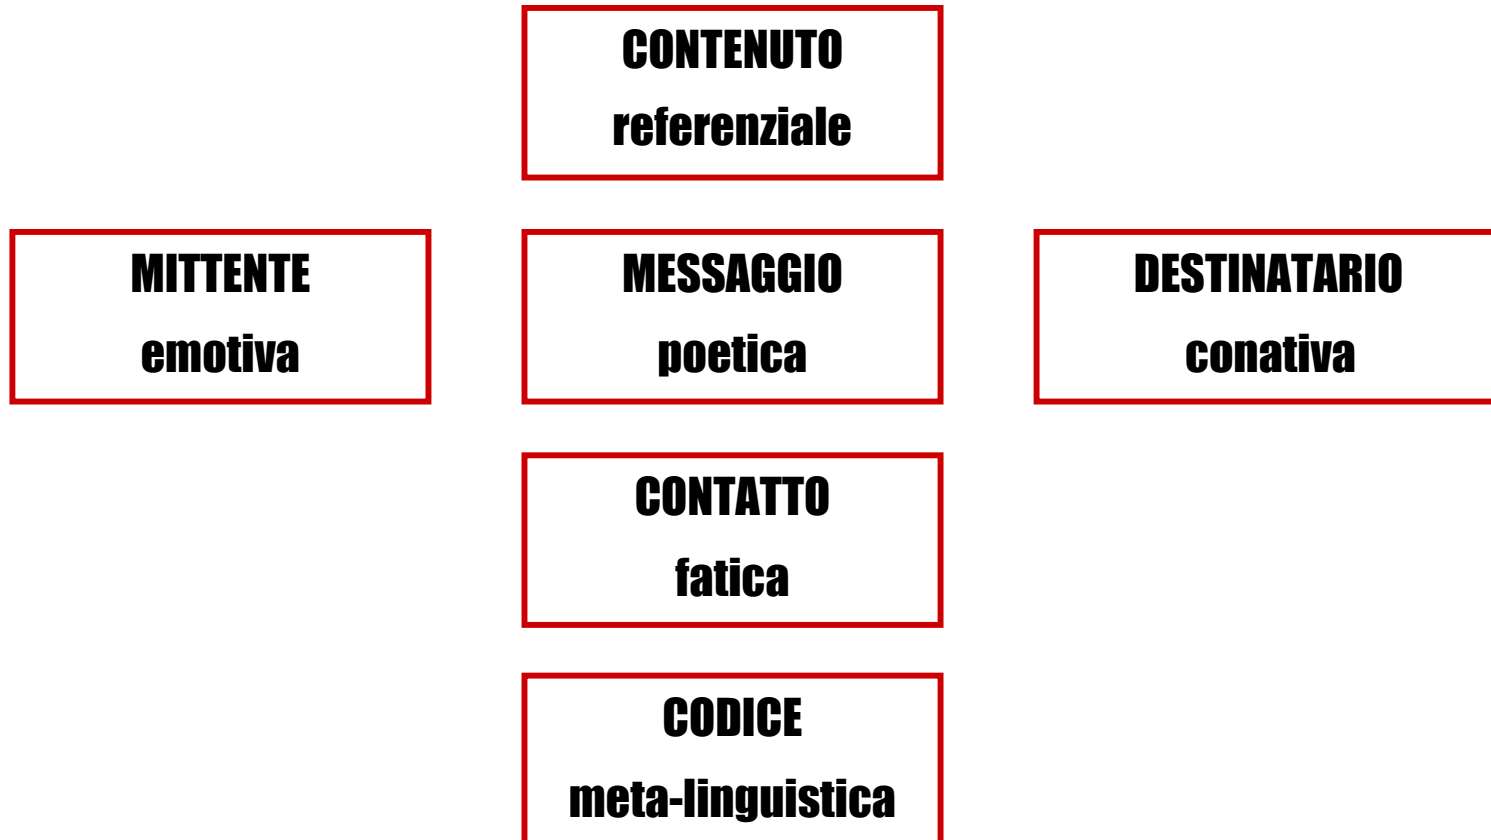 CONTENUTO
referenziale
MITTENTE
emotiva
MESSAGGIO
poetica
DESTINATARIO
conativa
CONTATTO
fatica
CODICE
meta-linguistica